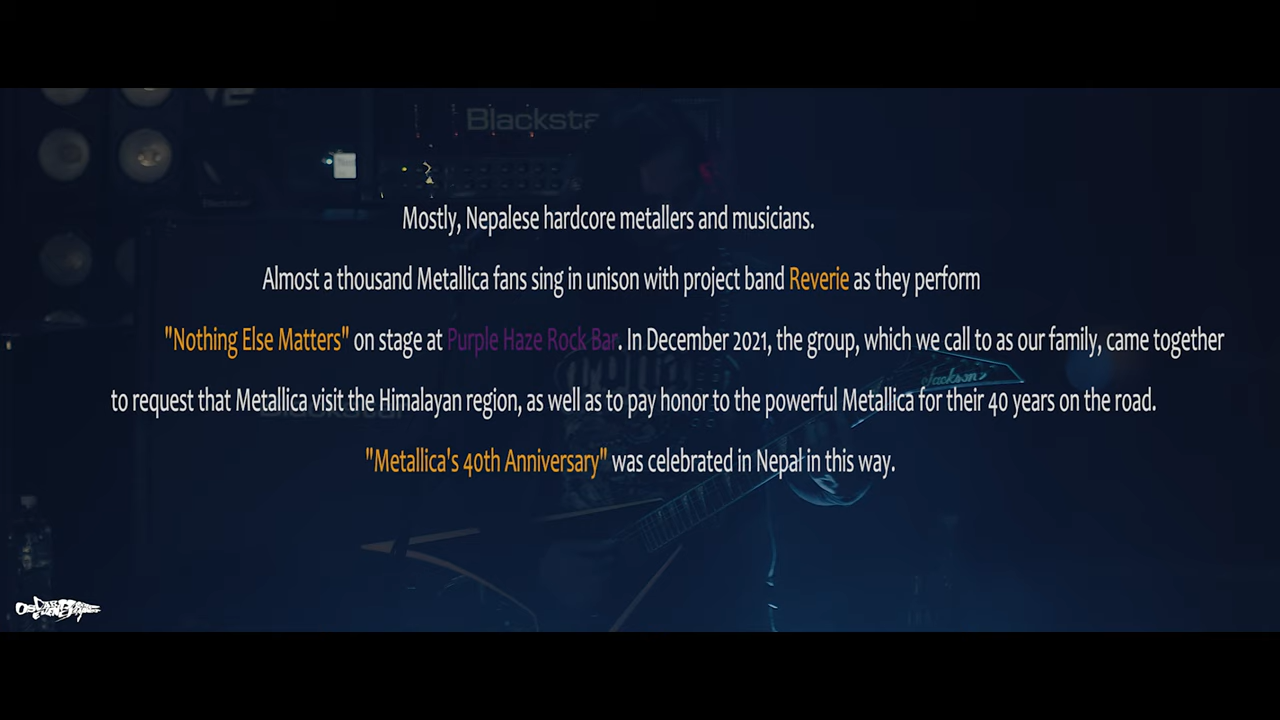 Blackstar
Mostly, Nepalese hardcore metallers and musicians.
Almost a thousand Metallica fans sing in unison with project band Reverie as they perform
"Nothing Else Matters" on stage at Purple Haze Rock Bar. In December 2021, the group, which we call to as our family, came together
Jackson
to request that Metallica visit the Himalayan region, as well as to pay honor to the powerful Metallica for their 40 years on the road.
"Metallica's 40th Anniversary" was celebrated in Nepal in this way.